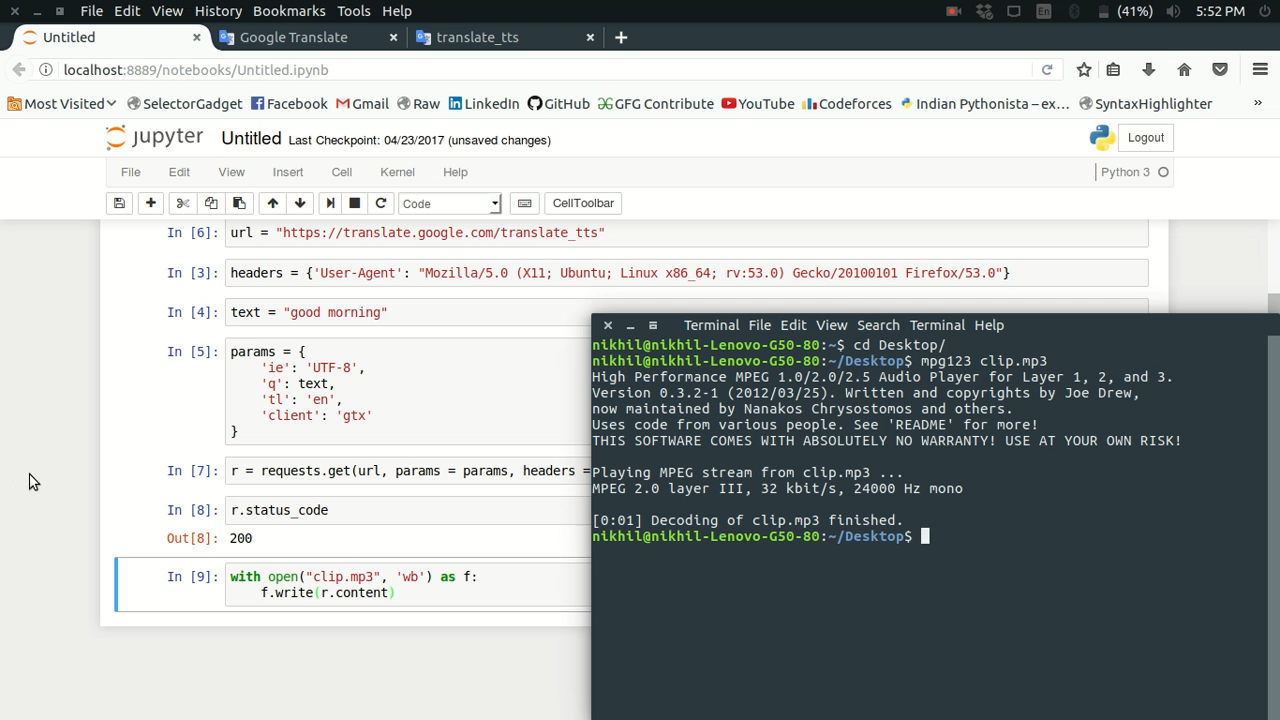 File Edit View History Bookmarks Tools Help
En (41%) 5:52 PM
Untitled Google Translate translate_tts
localhost:8889/notebooks/Untitled.ipynb
Most Visited SelectorGadget Facebook Gmail Raw LinkedIn GitHub GFG Contribute YouTube Codeforces Indian Pythonista – ex… SyntaxHighlighter »
jupyter Untitled Last Checkpoint: 04/23/2017 (unsaved changes) Logout
File Edit View Insert Cell Kernel Help Python 3
Code CellToolbar
In [6]: url = "https://translate.google.com/translate_tts"
In [3]: headers = {'User-Agent': "Mozilla/5.0 (X11; Ubuntu; Linux x86_64; rv:53.0) Gecko/20100101 Firefox/53.0"}
In [4]: text = "good morning"
In [5]: params = {
'ie': 'UTF-8',
'q': text,
'tl': 'en',
'client': 'gtx'
}
In [7]: r = requests.get(url, params = params, headers =
In [8]: r.status_code
Out[8]: 200
In [9]: with open("clip.mp3", 'wb') as f:
f.write(r.content)
Terminal File Edit View Search Terminal Help
nikhil@nikhil-Lenovo-G50-80:~$ cd Desktop/
nikhil@nikhil-Lenovo-G50-80:~/Desktop$ mpg123 clip.mp3
High Performance MPEG 1.0/2.0/2.5 Audio Player for Layer 1, 2, and 3.
Version 0.3.2-1 (2012/03/25). Written and copyrights by Joe Drew,
now maintained by Nanakos Chrysostomos and others.
Uses code from various people. See 'README' for more!
THIS SOFTWARE COMES WITH ABSOLUTELY NO WARRANTY! USE AT YOUR OWN RISK!
Playing MPEG stream from clip.mp3 ...
MPEG 2.0 layer III, 32 kbit/s, 24000 Hz mono
[0:01] Decoding of clip.mp3 finished.
nikhil@nikhil-Lenovo-G50-80:~/Desktop$